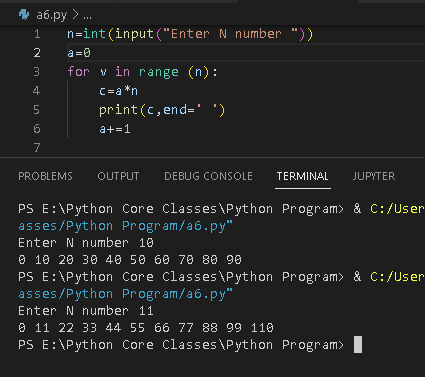 a6.py > ...
1 n=int(input("Enter N number "))
2 a=0
3 for v in range (n):
4 c=a*n
5 print(c,end=' ')
6 a+=1
7
PROBLEMS OUTPUT DEBUG CONSOLE TERMINAL JUPYTER
PS E:\Python Core Classes\Python Program> & C:/User
asses/Python Program/a6.py"
Enter N number 10
0 10 20 30 40 50 60 70 80 90
PS E:\Python Core Classes\Python Program> & C:/User
asses/Python Program/a6.py"
Enter N number 11
0 11 22 33 44 55 66 77 88 99 110
PS E:\Python Core Classes\Python Program>